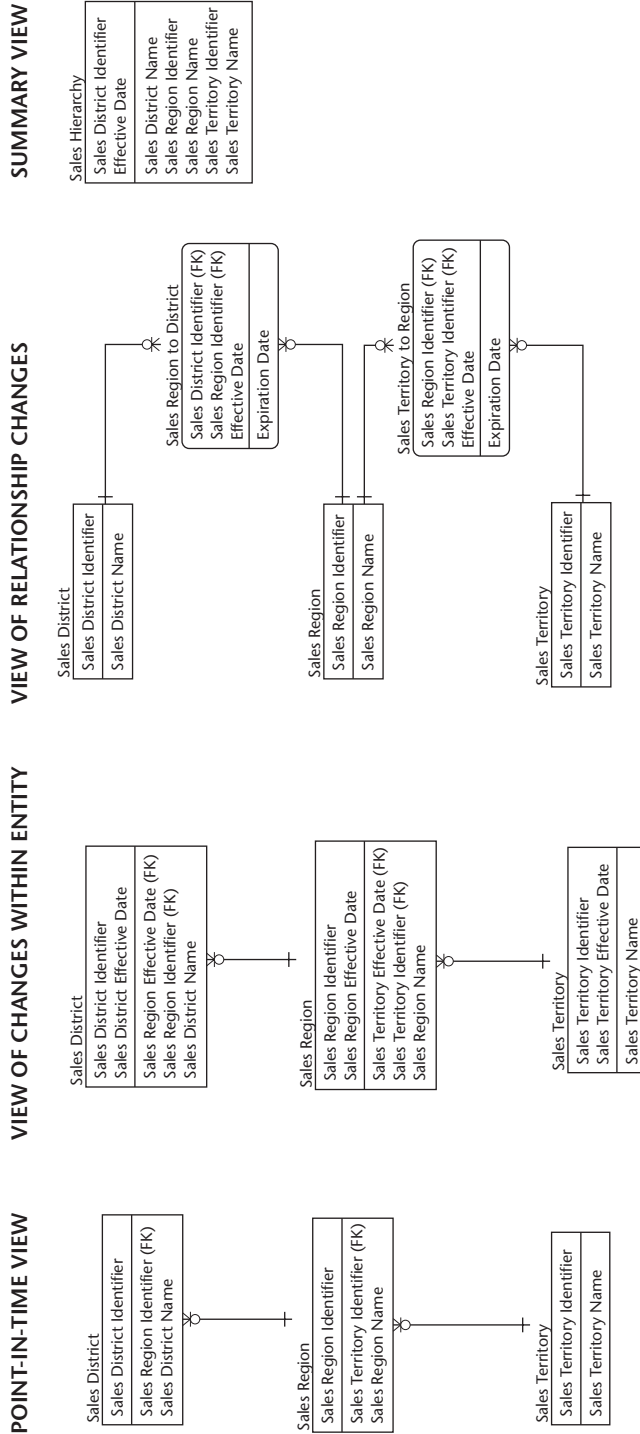 POINT-IN-TIME VIEW
Sales District
Sales District Identifier
Sales Region Identifier (FK)
Sales District Name
Sales Region
Sales Region Identifier
Sales Territory Identifier (FK)
Sales Region Name
Sales Territory
Sales Territory Identifier
Sales Territory Name
VIEW OF CHANGES WITHIN ENTITY
Sales District
Sales District Identifier
Sales District Effective Date
Sales Region Effective Date (FK)
Sales Region Identifier (FK)
Sales District Name
Sales Region
Sales Region Identifier
Sales Region Effective Date
Sales Territory Effective Date (FK)
Sales Territory Identifier (FK)
Sales Region Name
Sales Territory
Sales Territory Identifier
Sales Territory Effective Date
Sales Territory Name
VIEW OF RELATIONSHIP CHANGES
Sales District
Sales District Identifier
Sales District Name
Sales Region to District
Sales District Identifier (FK)
Sales Region Identifier (FK)
Effective Date
Expiration Date
Sales Region
Sales Region Identifier
Sales Region Name
Sales Territory to Region
Sales Region Identifier (FK)
Sales Territory Identifier (FK)
Effective Date
Expiration Date
Sales Territory
Sales Territory Identifier
Sales Territory Name
SUMMARY VIEW
Sales Hierarchy
Sales District Identifier
Effective Date
Sales District Name
Sales Region Identifier
Sales Region Name
Sales Territory Identifier
Sales Territory Name